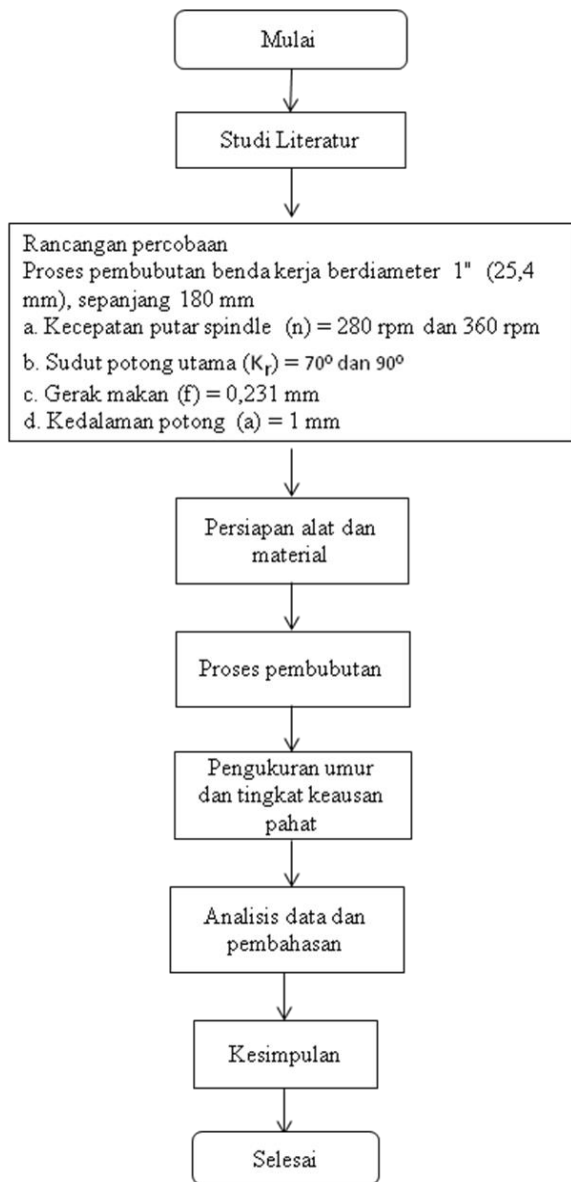 Mulai
Studi Literatur
Rancangan percobaan
Proses pembubutan benda kerja berdiameter 1" (25,4
mm), sepanjang 180 mm
a. Kecepatan putar spindle (n) = 280 rpm dan 360 rpm
b. Sudut potong utama (Kr) = 70º dan 90º
c. Gerak makan (f) = 0,231 mm
d. Kedalaman potong (a) = 1 mm
Persiapan alat dan
material
Proses pembubutan
Pengukuran umur
dan tingkat keausan
pahat
Analisis data dan
pembahasan
Kesimpulan
Selesai